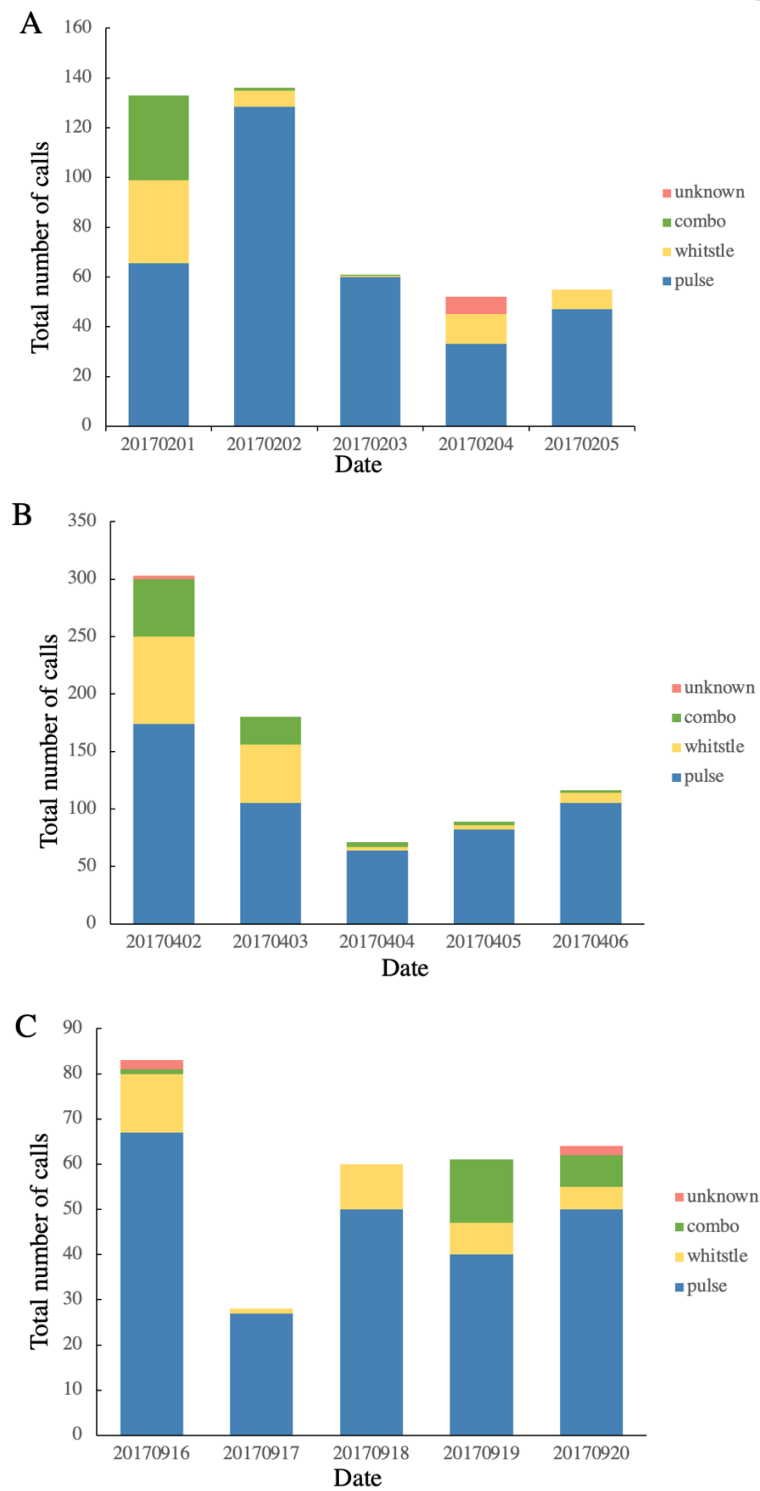 A
160
140
120
100
80
60
40
20
0
Total number of calls
20170201 20170202 20170203 20170204 20170205
Date
unknown
combo
whitstle
pulse
B
350
300
250
200
150
100
50
0
Total number of calls
20170402 20170403 20170404 20170405 20170406
Date
unknown
combo
whitstle
pulse
C
90
80
70
60
50
40
30
20
10
0
Total number of calls
20170916 20170917 20170918 20170919 20170920
Date
unknown
combo
whitstle
pulse